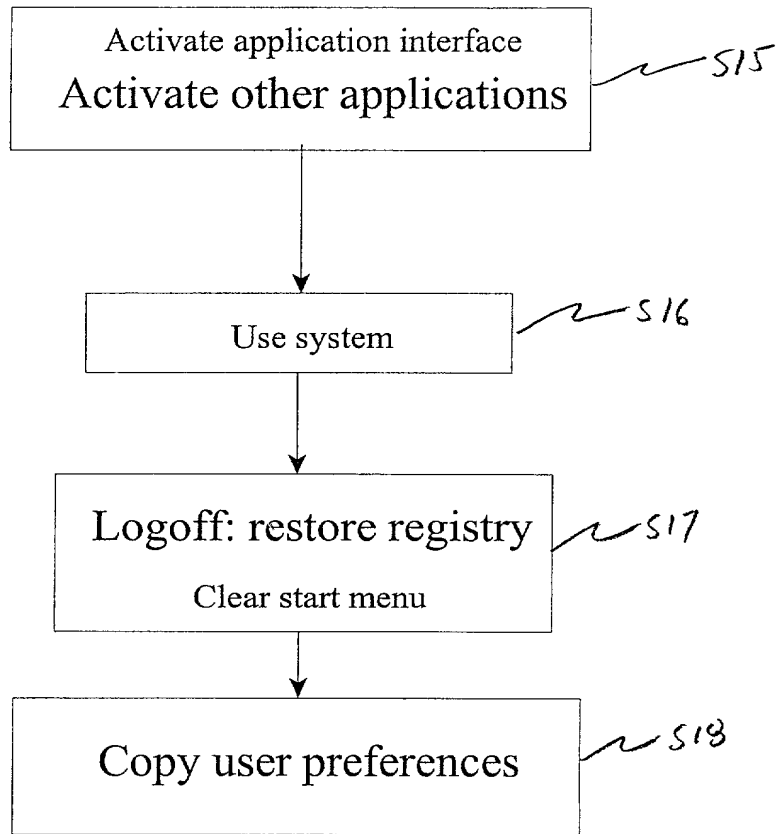 Activate application interface
Activate other applications
S15
Use system
S16
Logoff: restore registry
Clear start menu
S17
Copy user preferences
S18